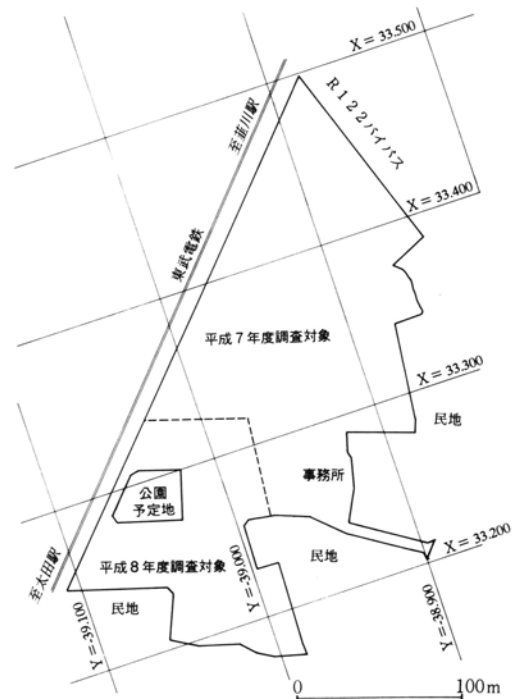 X = 33.500
R122バイパス
至韮川駅
X = 33.400
東武電鉄
平成7年度調査対象
X = 33.300
民地
事務所
公園
予定地
X = 33.200
民地
平成8年度調査対象
至太田駅
民地
Y = -39.100
Y = -39.000
Y = -38.900
0 100m